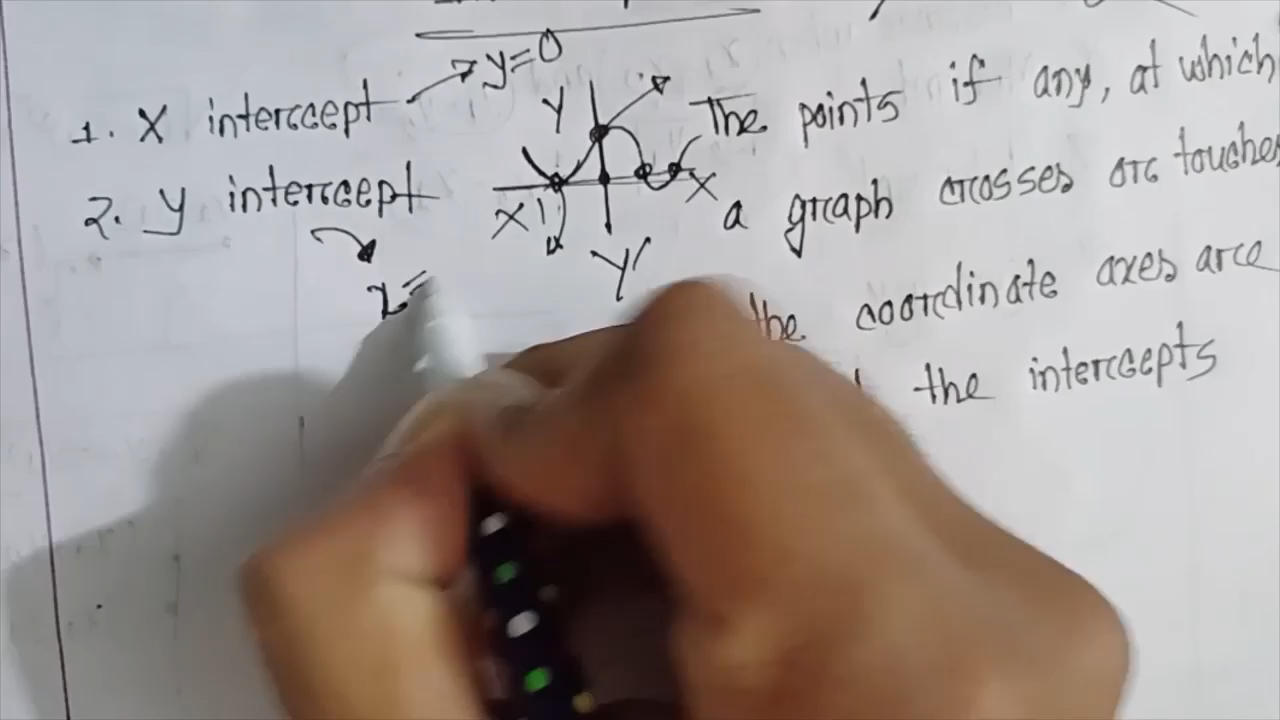 1. X intercept → y=0
2. y intercept
x=
Y
X
X'
Y'
The points if any, at which
a graph crosses or touches
the coordinate axes are
the intercepts